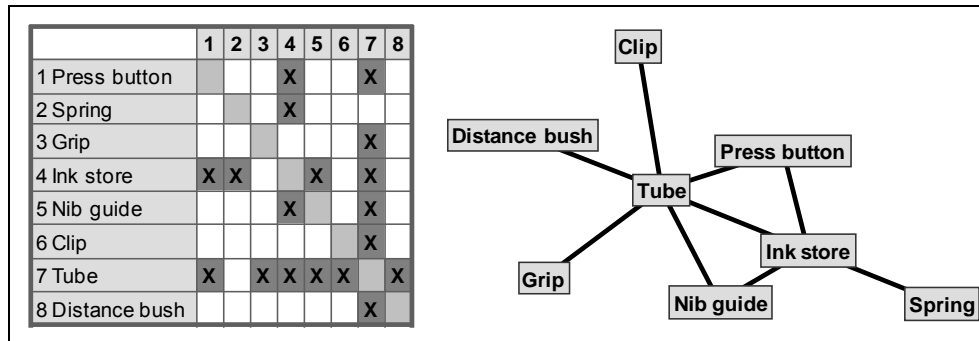 1 2 3 4 5 6 7 8
1 Press button X X
2 Spring X
3 Grip X
4 Ink store X X X X
5 Nib guide X X
6 Clip X
7 Tube X X X X X X
8 Distance bush X
Clip
Distance bush
Press button
Tube
Ink store
Grip
Nib guide
Spring